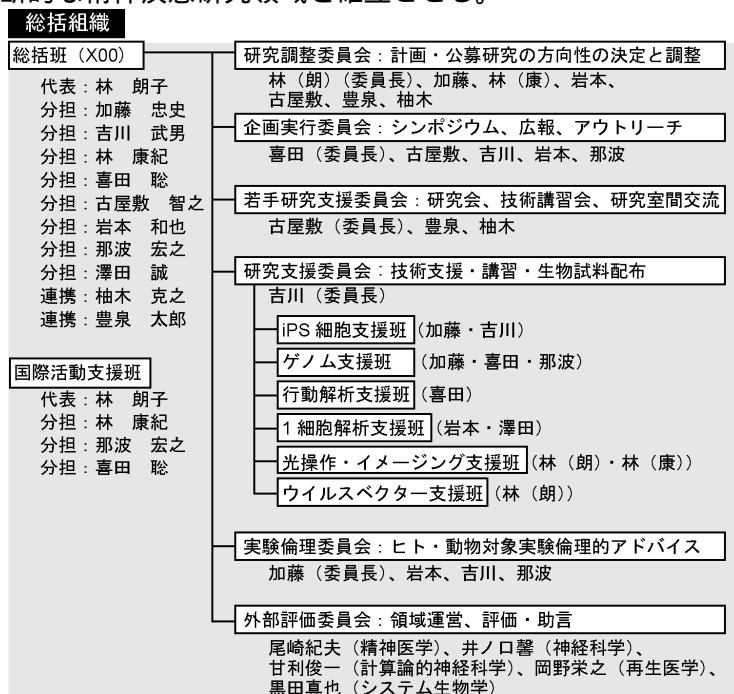 総括組織
総括班（X00）
代表：林　朗子
分担：加藤　忠史
分担：吉川　武男
分担：林　康紀
分担：喜田　聡
分担：古屋敷　智之
分担：岩本　和也
分担：那波　宏之
分担：澤田　誠
連携：柚木　克之
連携：豊泉　太郎
国際活動支援班
代表：林　朗子
分担：林　康紀
分担：那波　宏之
分担：喜田　聡
研究調整委員会：計画・公募研究の方向性の決定と調整
林（朗）（委員長）、加藤、林（康）、岩本、
古屋敷、豊泉、柚木
企画実行委員会：シンポジウム、広報、アウトリーチ
喜田（委員長）、古屋敷、吉川、岩本、那波
若手研究支援委員会：研究会、技術講習会、研究室間交流
古屋敷（委員長）、豊泉、柚木
研究支援委員会：技術支援・講習・生物試料配布
吉川（委員長）
iPS 細胞支援班（加藤・吉川）
ゲノム支援班　（加藤・喜田・那波）
行動解析支援班（喜田）
1 細胞解析支援班（岩本・澤田）
光操作・イメージング支援班（林（朗）・林（康））
ウイルスベクター支援班（林（朗））
実験倫理委員会：ヒト・動物対象実験倫理的アドバイス
加藤（委員長）、岩本、吉川、那波
外部評価委員会：領域運営、評価・助言
尾崎紀夫（精神医学）、井ノ口馨（神経科学）、
甘利俊一（計算論的神経科学）、岡野栄之（再生医学）、
黒田真也（システム生物学）